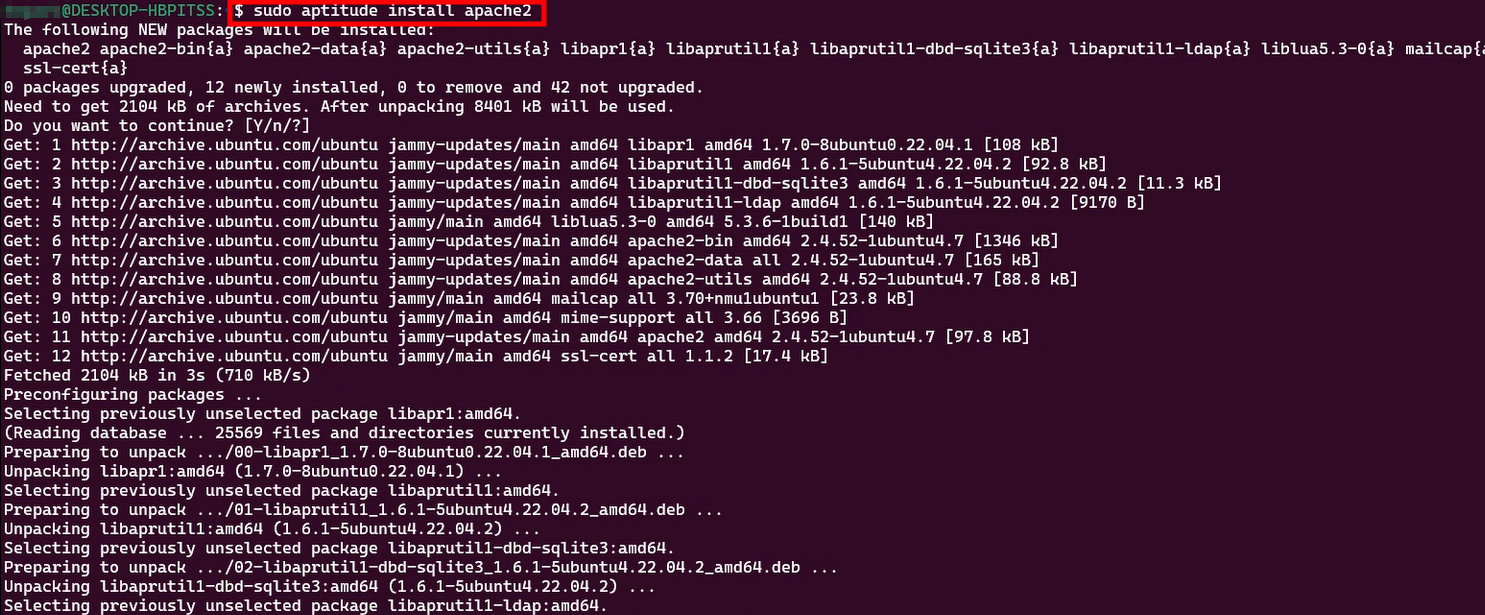 @DESKTOP-HBPITSS: $ sudo aptitude install apache2
The following NEW packages will be installed:
  apache2 apache2-bin{a} apache2-data{a} apache2-utils{a} libapr1{a} libaprutil1{a} libaprutil1-dbd-sqlite3{a} libaprutil1-ldap{a} liblua5.3-0{a} mailcap{a
  ssl-cert{a}
0 packages upgraded, 12 newly installed, 0 to remove and 42 not upgraded.
Need to get 2104 kB of archives. After unpacking 8401 kB will be used.
Do you want to continue? [Y/n/?]
Get: 1 http://archive.ubuntu.com/ubuntu jammy-updates/main amd64 libapr1 amd64 1.7.0-8ubuntu0.22.04.1 [108 kB]
Get: 2 http://archive.ubuntu.com/ubuntu jammy-updates/main amd64 libaprutil1 amd64 1.6.1-5ubuntu4.22.04.2 [92.8 kB]
Get: 3 http://archive.ubuntu.com/ubuntu jammy-updates/main amd64 libaprutil1-dbd-sqlite3 amd64 1.6.1-5ubuntu4.22.04.2 [11.3 kB]
Get: 4 http://archive.ubuntu.com/ubuntu jammy-updates/main amd64 libaprutil1-ldap amd64 1.6.1-5ubuntu4.22.04.2 [9170 B]
Get: 5 http://archive.ubuntu.com/ubuntu jammy/main amd64 liblua5.3-0 amd64 5.3.6-1build1 [140 kB]
Get: 6 http://archive.ubuntu.com/ubuntu jammy-updates/main amd64 apache2-bin amd64 2.4.52-1ubuntu4.7 [1346 kB]
Get: 7 http://archive.ubuntu.com/ubuntu jammy-updates/main amd64 apache2-data all 2.4.52-1ubuntu4.7 [165 kB]
Get: 8 http://archive.ubuntu.com/ubuntu jammy-updates/main amd64 apache2-utils amd64 2.4.52-1ubuntu4.7 [88.8 kB]
Get: 9 http://archive.ubuntu.com/ubuntu jammy/main amd64 mailcap all 3.70+nmu1ubuntu1 [23.8 kB]
Get: 10 http://archive.ubuntu.com/ubuntu jammy/main amd64 mime-support all 3.66 [3696 B]
Get: 11 http://archive.ubuntu.com/ubuntu jammy-updates/main amd64 apache2 amd64 2.4.52-1ubuntu4.7 [97.8 kB]
Get: 12 http://archive.ubuntu.com/ubuntu jammy/main amd64 ssl-cert all 1.1.2 [17.4 kB]
Fetched 2104 kB in 3s (710 kB/s)
Preconfiguring packages ...
Selecting previously unselected package libapr1:amd64.
(Reading database ... 25569 files and directories currently installed.)
Preparing to unpack .../00-libapr1_1.7.0-8ubuntu0.22.04.1_amd64.deb ...
Unpacking libapr1:amd64 (1.7.0-8ubuntu0.22.04.1) ...
Selecting previously unselected package libaprutil1:amd64.
Preparing to unpack .../01-libaprutil1_1.6.1-5ubuntu4.22.04.2_amd64.deb ...
Unpacking libaprutil1:amd64 (1.6.1-5ubuntu4.22.04.2) ...
Selecting previously unselected package libaprutil1-dbd-sqlite3:amd64.
Preparing to unpack .../02-libaprutil1-dbd-sqlite3_1.6.1-5ubuntu4.22.04.2_amd64.deb ...
Unpacking libaprutil1-dbd-sqlite3:amd64 (1.6.1-5ubuntu4.22.04.2) ...
Selecting previously unselected package libaprutil1-ldap:amd64.